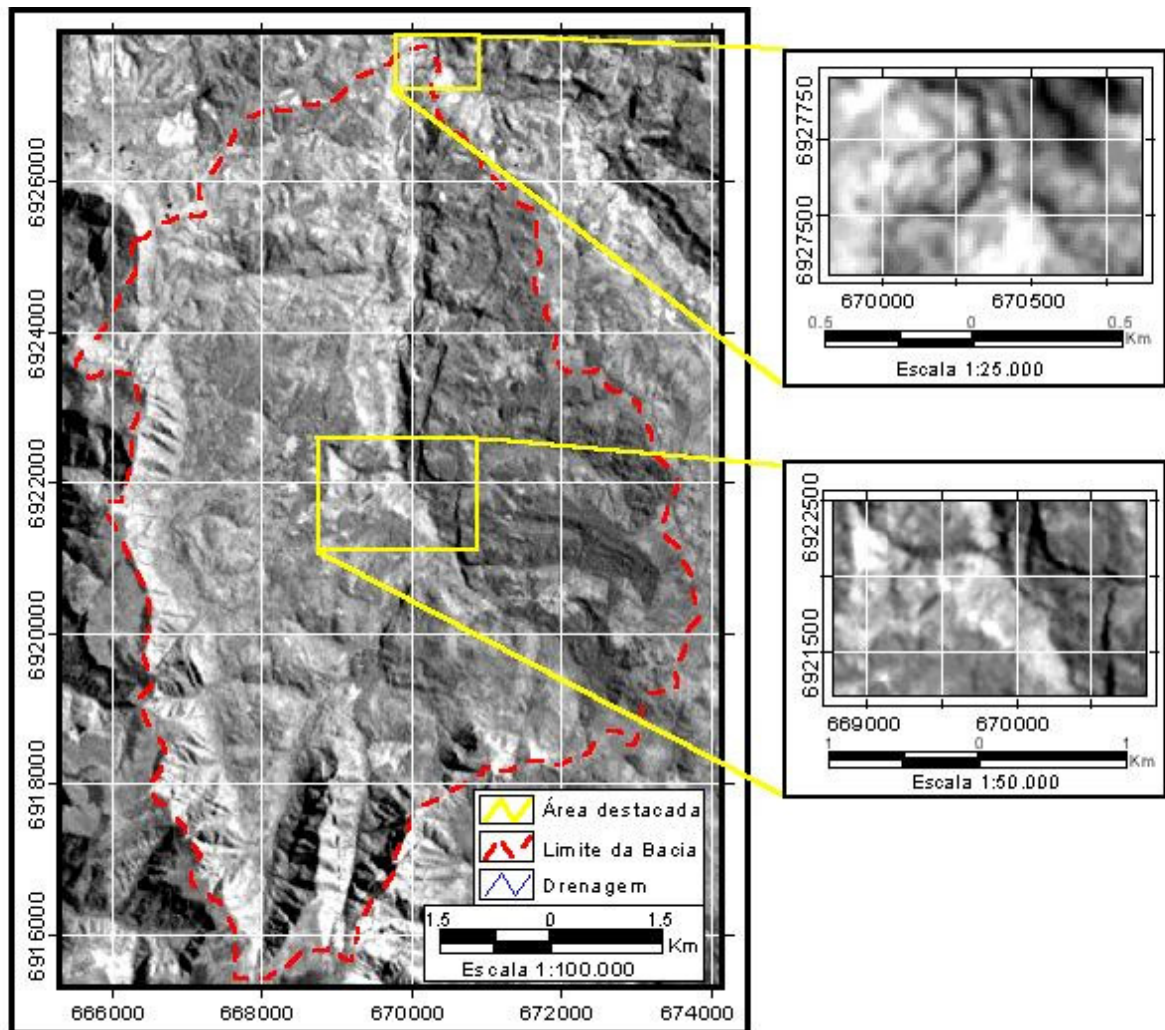 6926000
6924000
6922000
6920000
6918000
6916000
666000 668000 670000 672000 674000
Área destacada
Limite da Bacia
Drenagem
1.5 0 1.5
Km
Escala 1:100.000
6927750
6927500
670000 670500
0.5 0 0.5
Km
Escala 1:25.000
6922500
6921500
669000 670000
1 0 1
Km
Escala 1:50.000